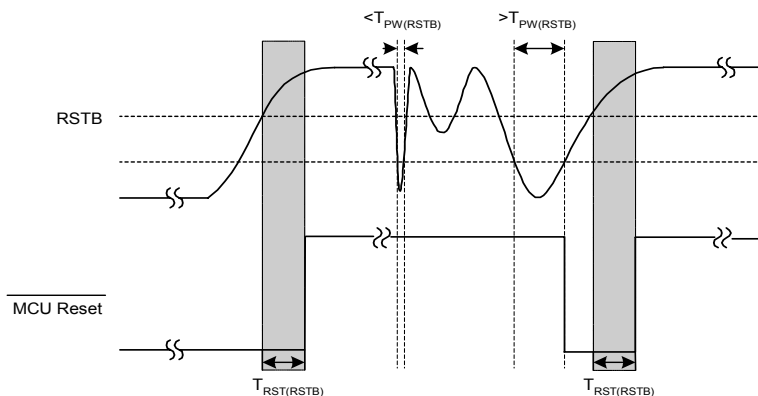 <T_PW(RSTB) >T_PW(RSTB)
RSTB
MCU Reset
T_RST(RSTB) T_RST(RSTB)